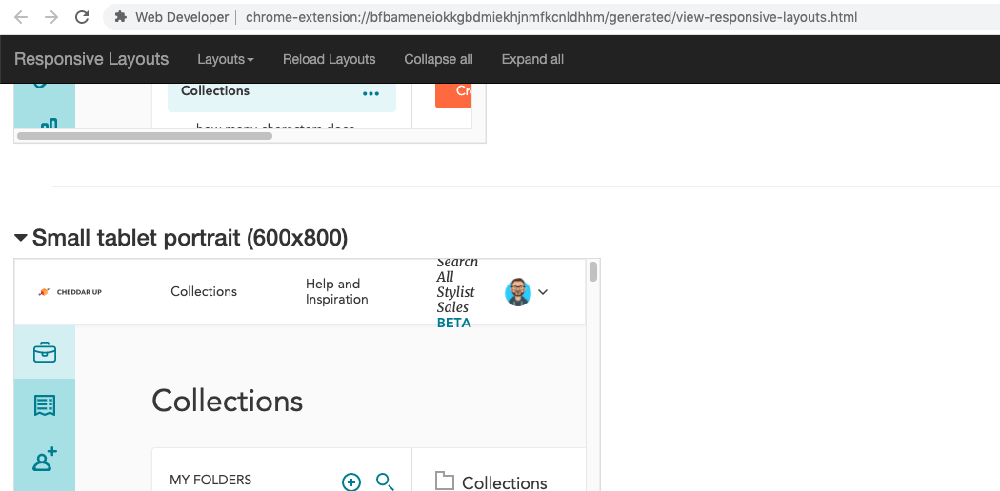 Web Developer chrome-extension://bfbameneiokkgbdmiekhjnmfkcnldhhm/generated/view-responsive-layouts.html
Responsive Layouts Layouts Reload Layouts Collapse all Expand all
Collections
how many characters does
Small tablet portrait (600x800)
CHEDDAR UP
Collections
Help and
Inspiration
Search
All
Stylist
Sales
BETA
Collections
MY FOLDERS
Collections